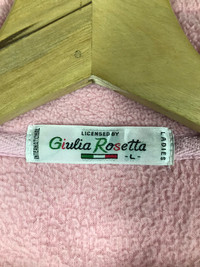 LICENSED BY
INTERNATIONAL
Giulia Rosetta
LADIES
- L -